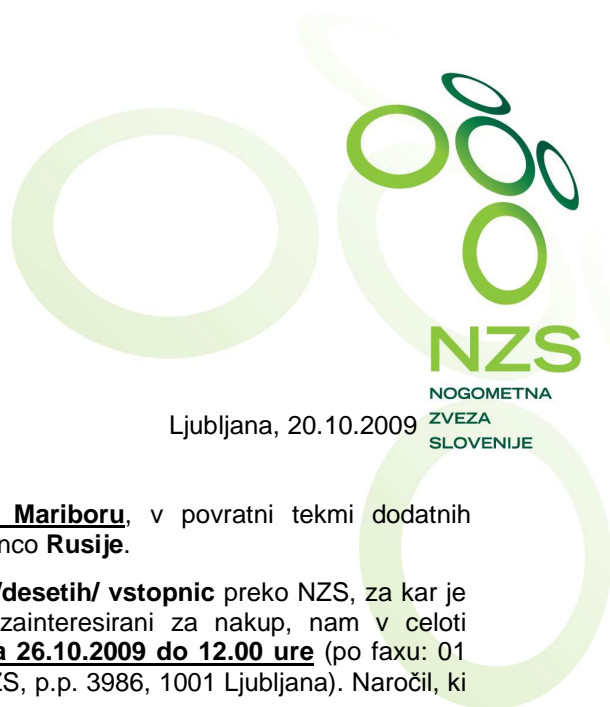 NZS
NOGOMETNA
ZVEZA
SLOVENIJE
Ljubljana, 20.10.2009
Mariboru, v povratni tekmi dodatnih
nco Rusije.
/desetih/ vstopnic preko NZS, za kar je
zainteresirani za nakup, nam v celoti
a 26.10.2009 do 12.00 ure (po faxu: 01
ZS, p.p. 3986, 1001 Ljubljana). Naročil, ki